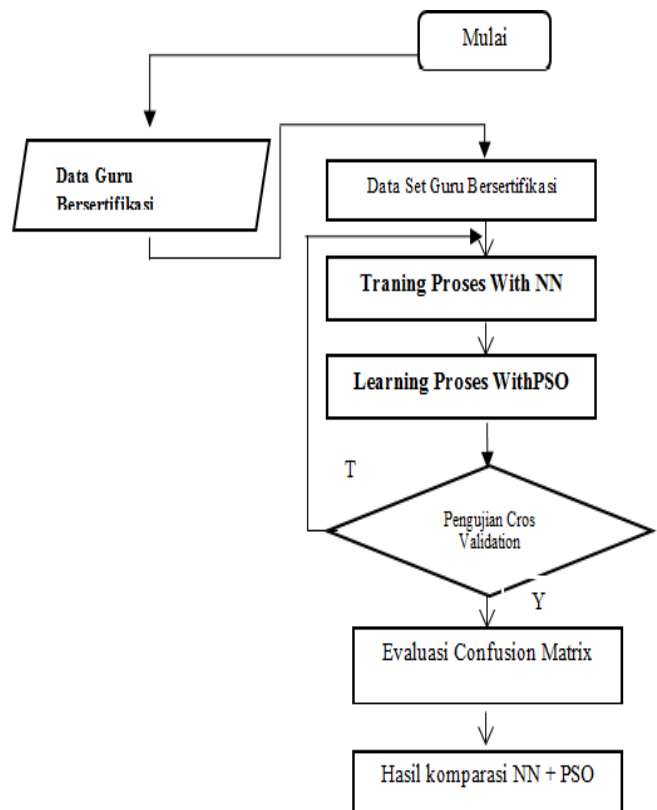 Mulai
Data Guru
Bersertifikasi
Data Set Guru Bersertifikasi
Traning Proses With NN
Learning Proses WithPSO
T
Pengujian Cros
Validation
Y
Evaluasi Confusion Matrix
Hasil komparasi NN + PSO